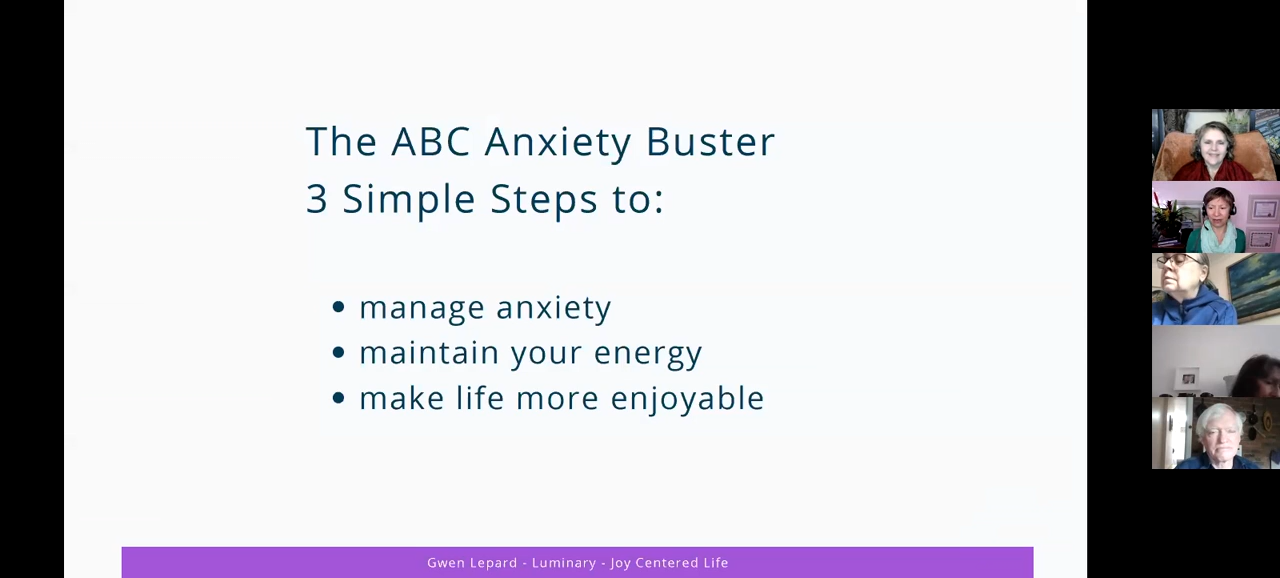 The ABC Anxiety Buster
3 Simple Steps to:
• manage anxiety
• maintain your energy
• make life more enjoyable
Gwen Lepard - Luminary - Joy Centered Life